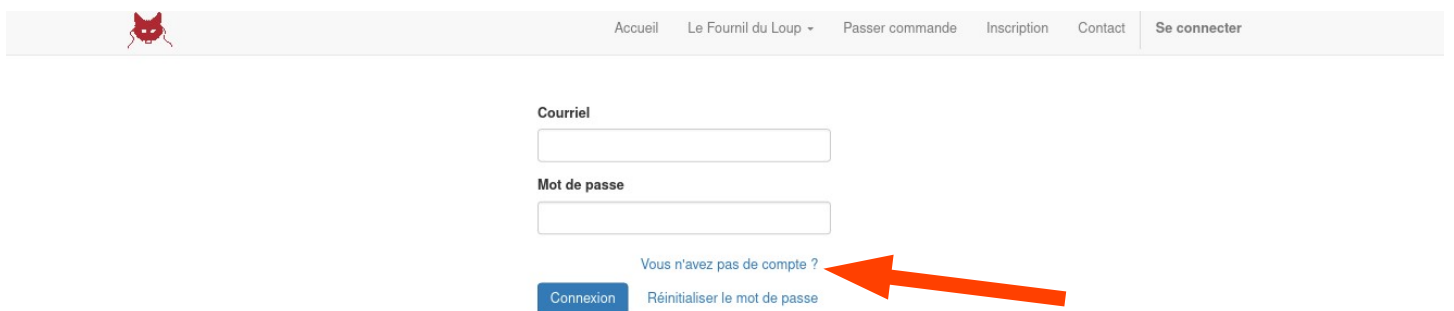 Accueil Le Fournil du Loup Passer commande Inscription Contact Se connecter
Courriel
Mot de passe
Vous n'avez pas de compte ?
Connexion Réinitialiser le mot de passe